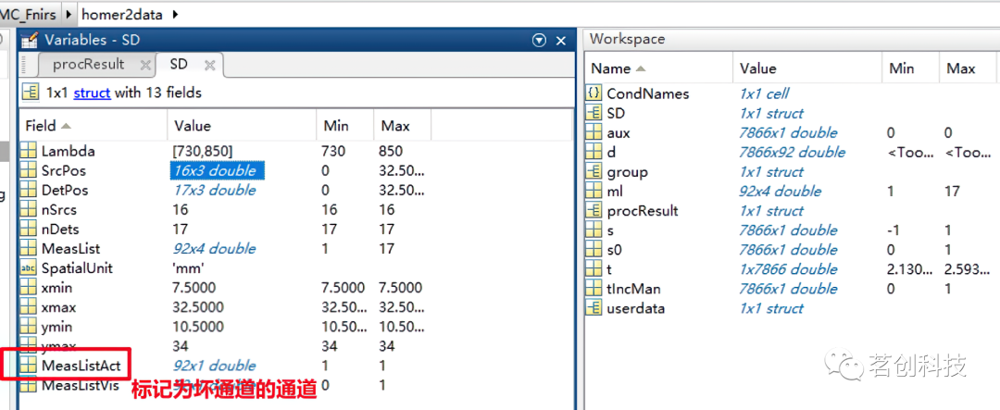 MC_Fnirs ▶ homer2data ▶
Variables - SD
procResult SD
1x1 struct with 13 fields
Field Value Min Max
Lambda [730,850] 730 850
SrcPos 16x3 double 0 32.50...
DetPos 17x3 double 0 32.50...
nSrcs 16 16 16
nDets 17 17 17
MeasList 92x4 double 1 17
abc SpatialUnit 'mm'
xmin 7.5000 7.5000 7.5000
xmax 32.5000 32.50... 32.50...
ymin 10.5000 10.50... 10.50...
ymax 34 34 34
MeasListAct 92x1 double 1 1
MeasListVis 0 1
标记为坏通道的通道
Workspace
Name Value Min Max
CondNames 1x1 cell
SD 1x1 struct
aux 7866x1 double 0 0
d 7866x92 double <Too... <Too...
group 1x1 struct
ml 92x4 double 1 17
procResult 1x1 struct
s 7866x1 double -1 1
s0 7866x1 double 0 1
t 1x7866 double 2.130... 2.593...
tIncMan 7866x1 double 0 1
userdata 1x1 struct
茗创科技